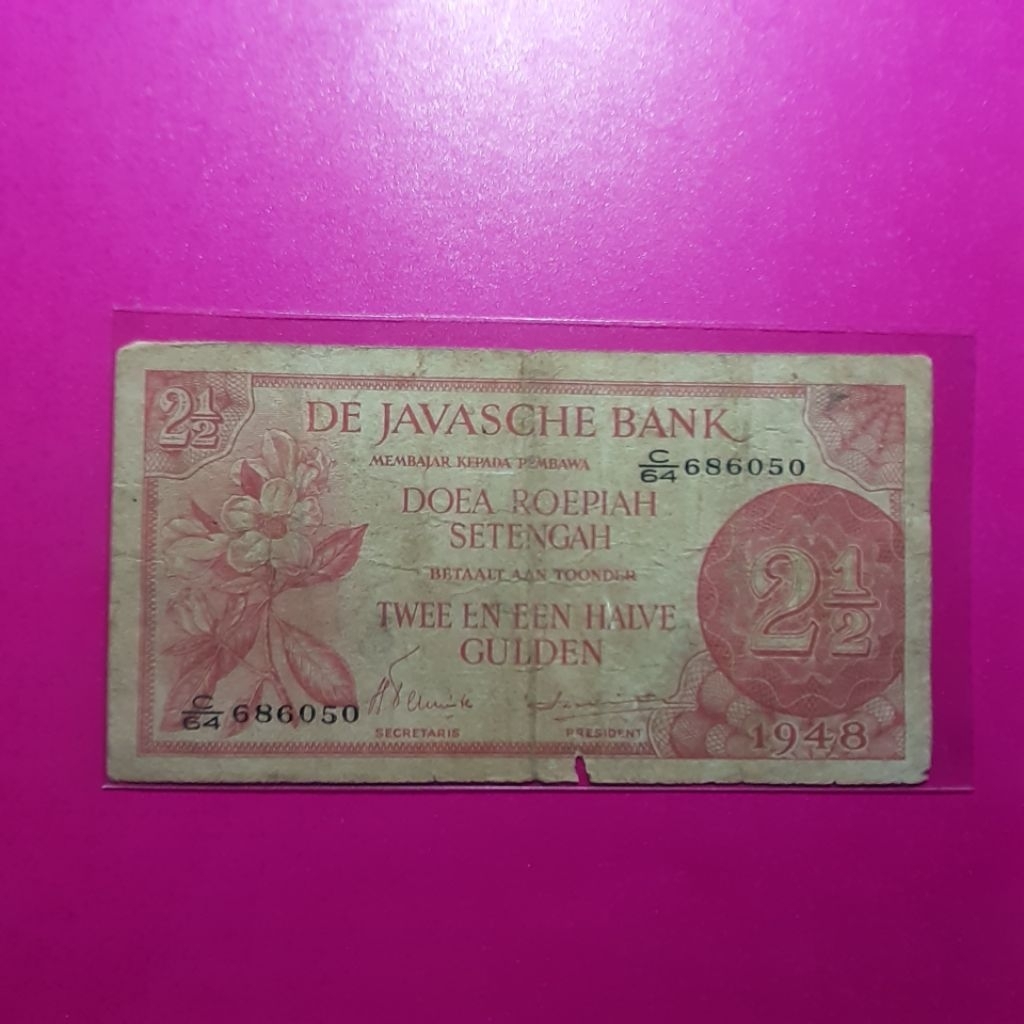 2½
DE JAVASCHE BANK
MEMBAJAR KEPADA PEMBAWA
C/64 686050
DOEA ROEPIAH
SETENGAH
BETAALT AAN TOONDER
2½
TWEE EN EEN HALVE
GULDEN
C/64 686050
SECRETARIS
PRESIDENT
1948